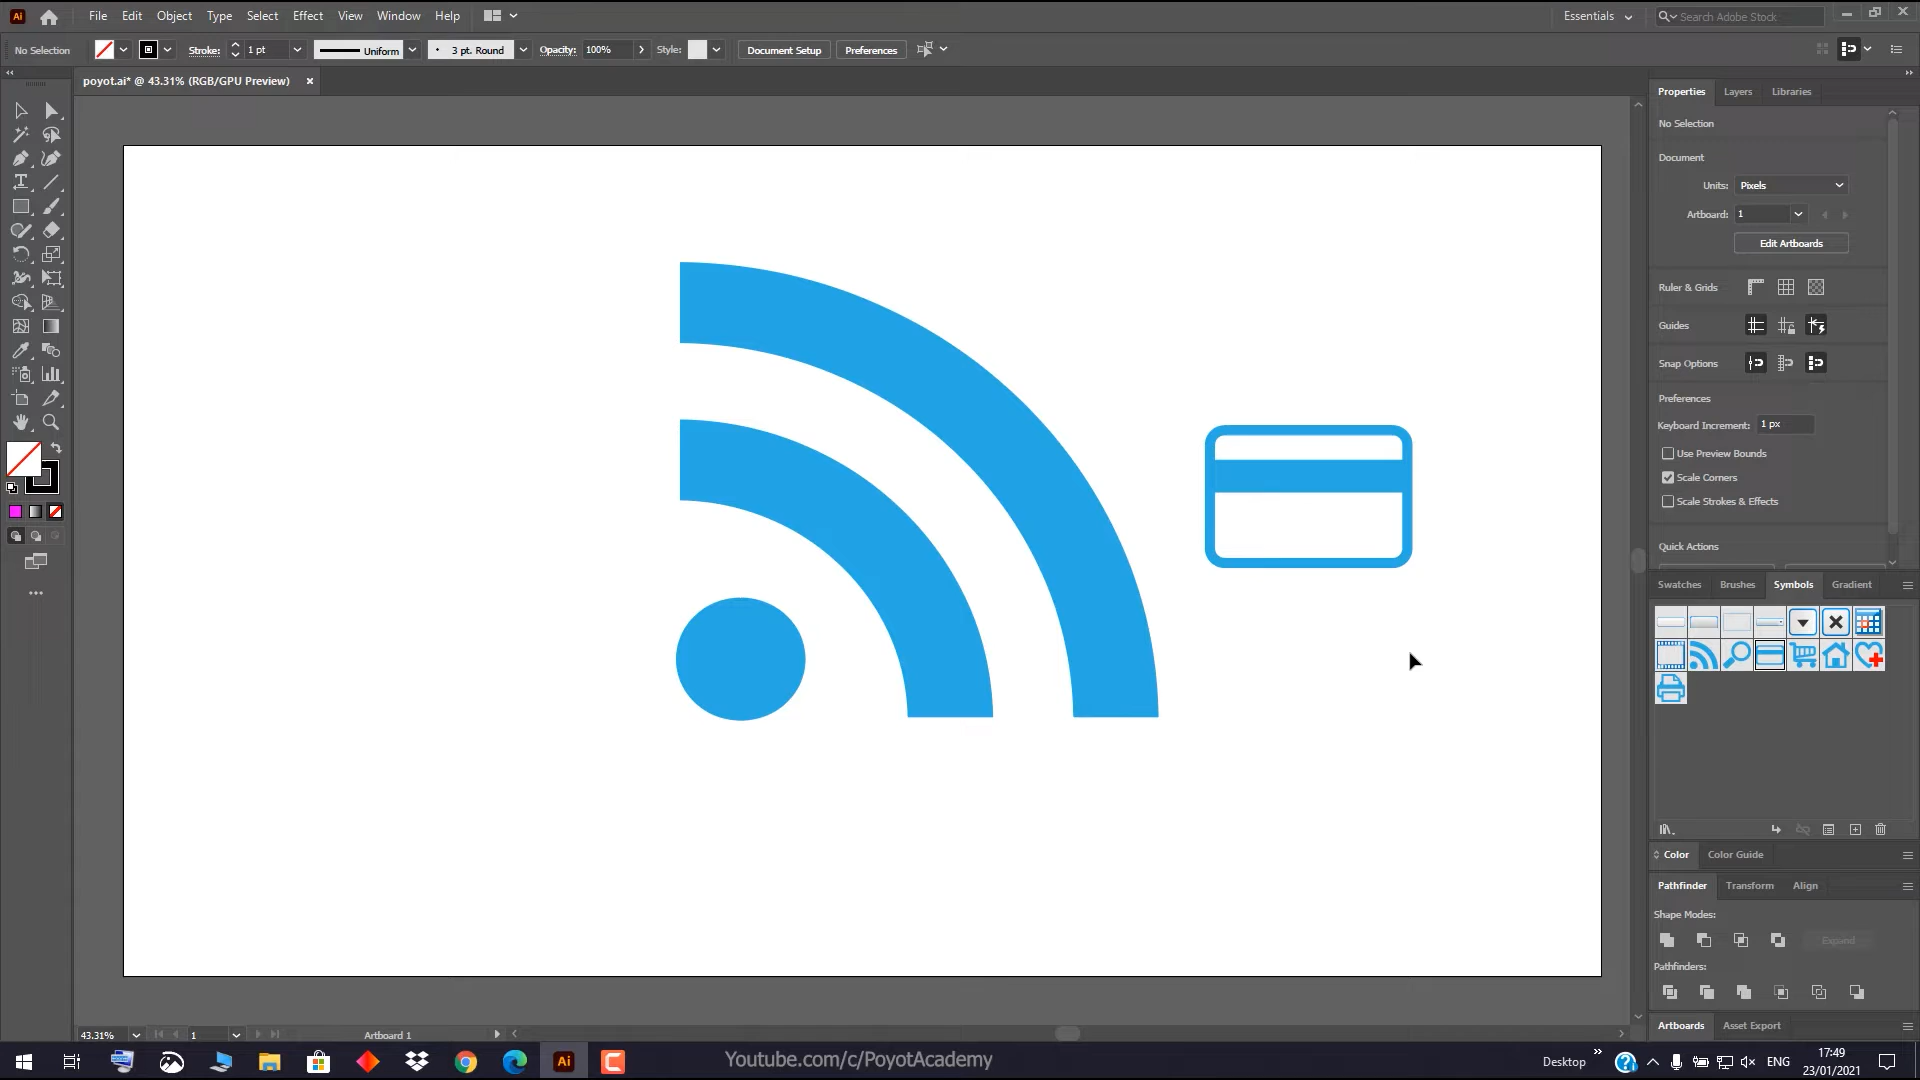 Ai File Edit Object Type Select Effect View Window Help Essentials Search Adobe Stock
No Selection Stroke: 1 pt Uniform 3 pt. Round Opacity: 100% Style: Document Setup Preferences
poyot.ai* @ 43.31% (RGB/GPU Preview)
Properties Layers Libraries
No Selection
Document
Units: Pixels
Artboard: 1
Edit Artboards
Ruler & Grids
Guides
Snap Options
Preferences
Keyboard Increment: 1 px
Use Preview Bounds
Scale Corners
Scale Strokes & Effects
Quick Actions
Swatches Brushes Symbols Gradient
Color Color Guide
Pathfinder Transform Align
Shape Modes:
Expand
Pathfinders:
Artboards Asset Export
43.31% 1 Artboard 1
Ai Youtube.com/c/PoyotAcademy Desktop ENG 17:49
23/01/2021